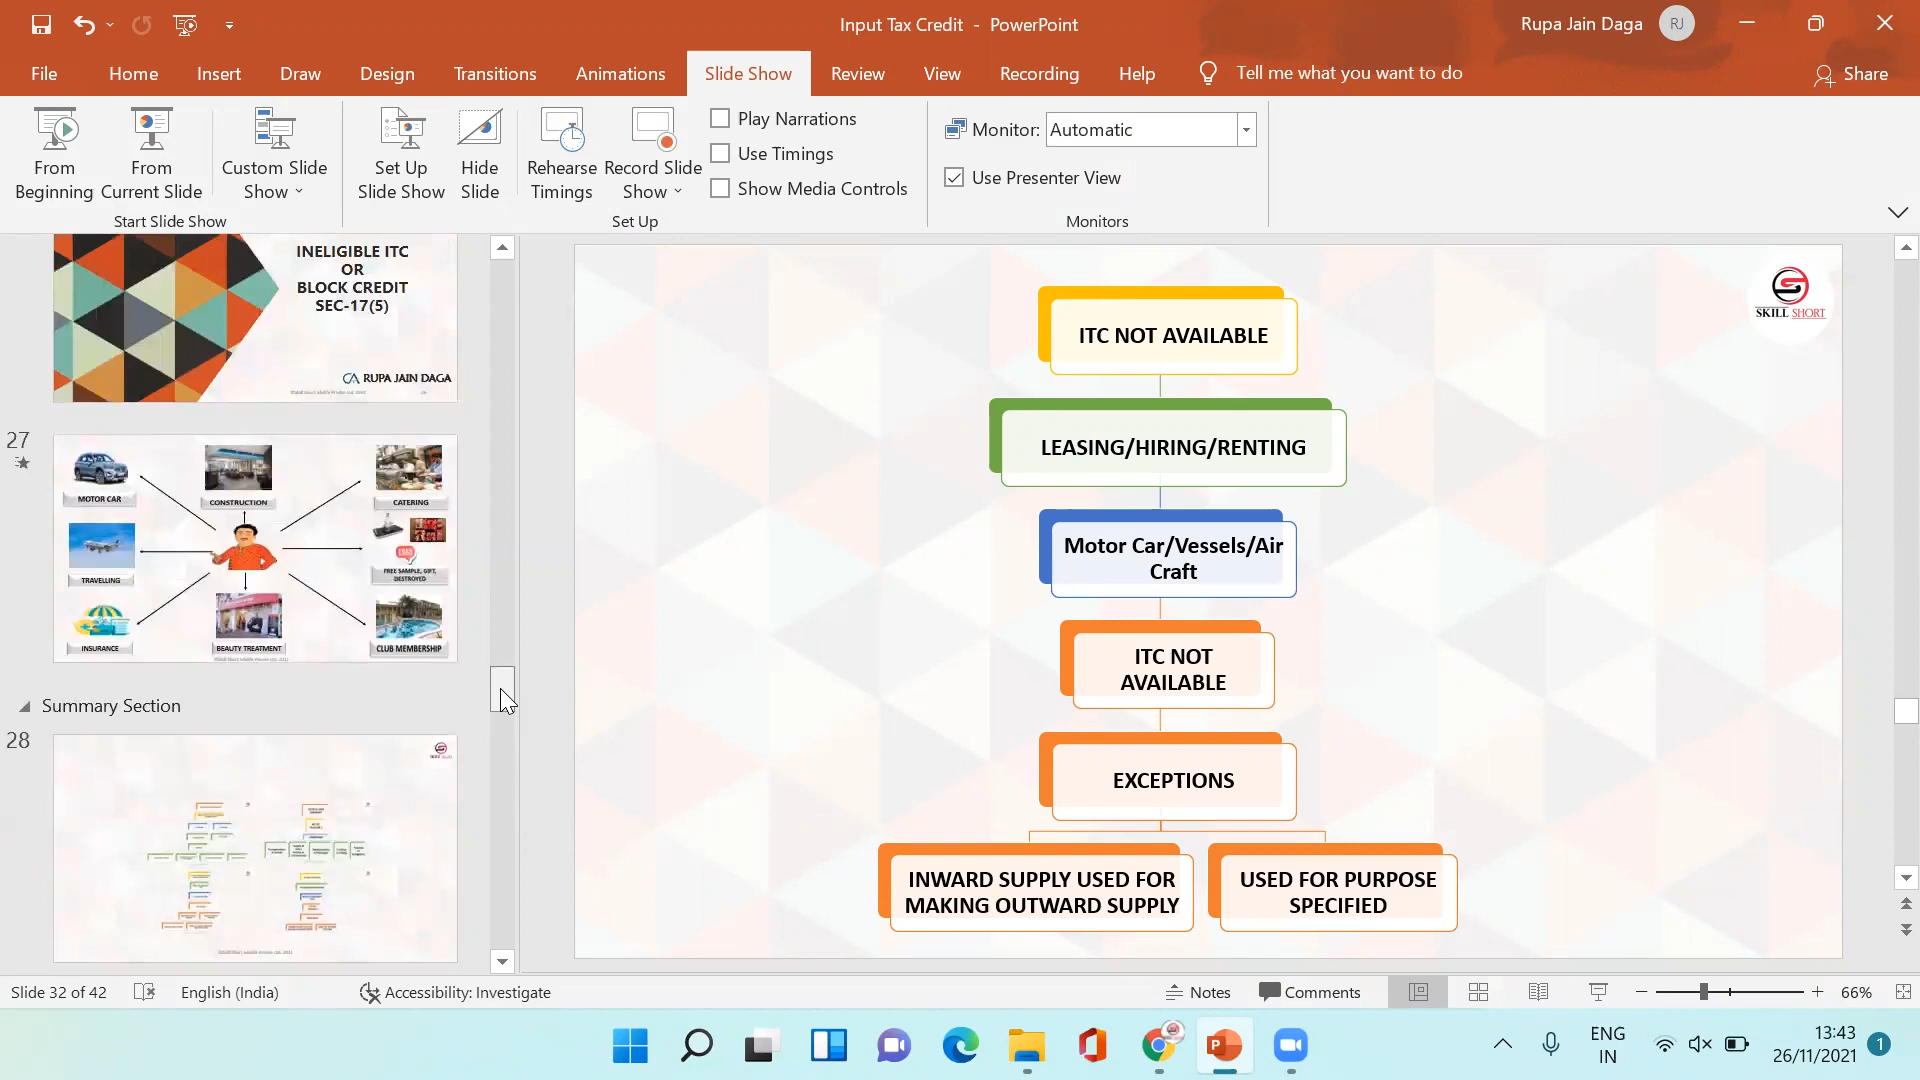 Input Tax Credit - PowerPoint
Rupa Jain Daga
RJ
File
Home
Insert
Draw
Design
Transitions
Animations
Slide Show
Review
View
Recording
Help
Tell me what you want to do
Share
From
Beginning
From
Current Slide
Custom Slide
Show
Start Slide Show
Set Up
Slide Show
Hide
Slide
Rehearse
Timings
Record Slide
Show
Play Narrations
Use Timings
Show Media Controls
Set Up
Monitor:
Automatic
Use Presenter View
Monitors
INELIGIBLE ITC
OR
BLOCK CREDIT
SEC-17(5)
CA RUPA JAIN DAGA
27
MOTOR CAR
CONSTRUCTION
CATERING
TRAVELLING
FREE SAMPLE, GIFT,
DESTROYED
INSURANCE
BEAUTY TREATMENT
CLUB MEMBERSHIP
Summary Section
28
SKILL SHORT
ITC NOT AVAILABLE
LEASING/HIRING/RENTING
Motor Car/Vessels/Air
Craft
ITC NOT
AVAILABLE
EXCEPTIONS
INWARD SUPPLY USED FOR
MAKING OUTWARD SUPPLY
USED FOR PURPOSE
SPECIFIED
Slide 32 of 42
English (India)
Accessibility: Investigate
Notes
Comments
66%
ENG
IN
13:43
26/11/2021
1